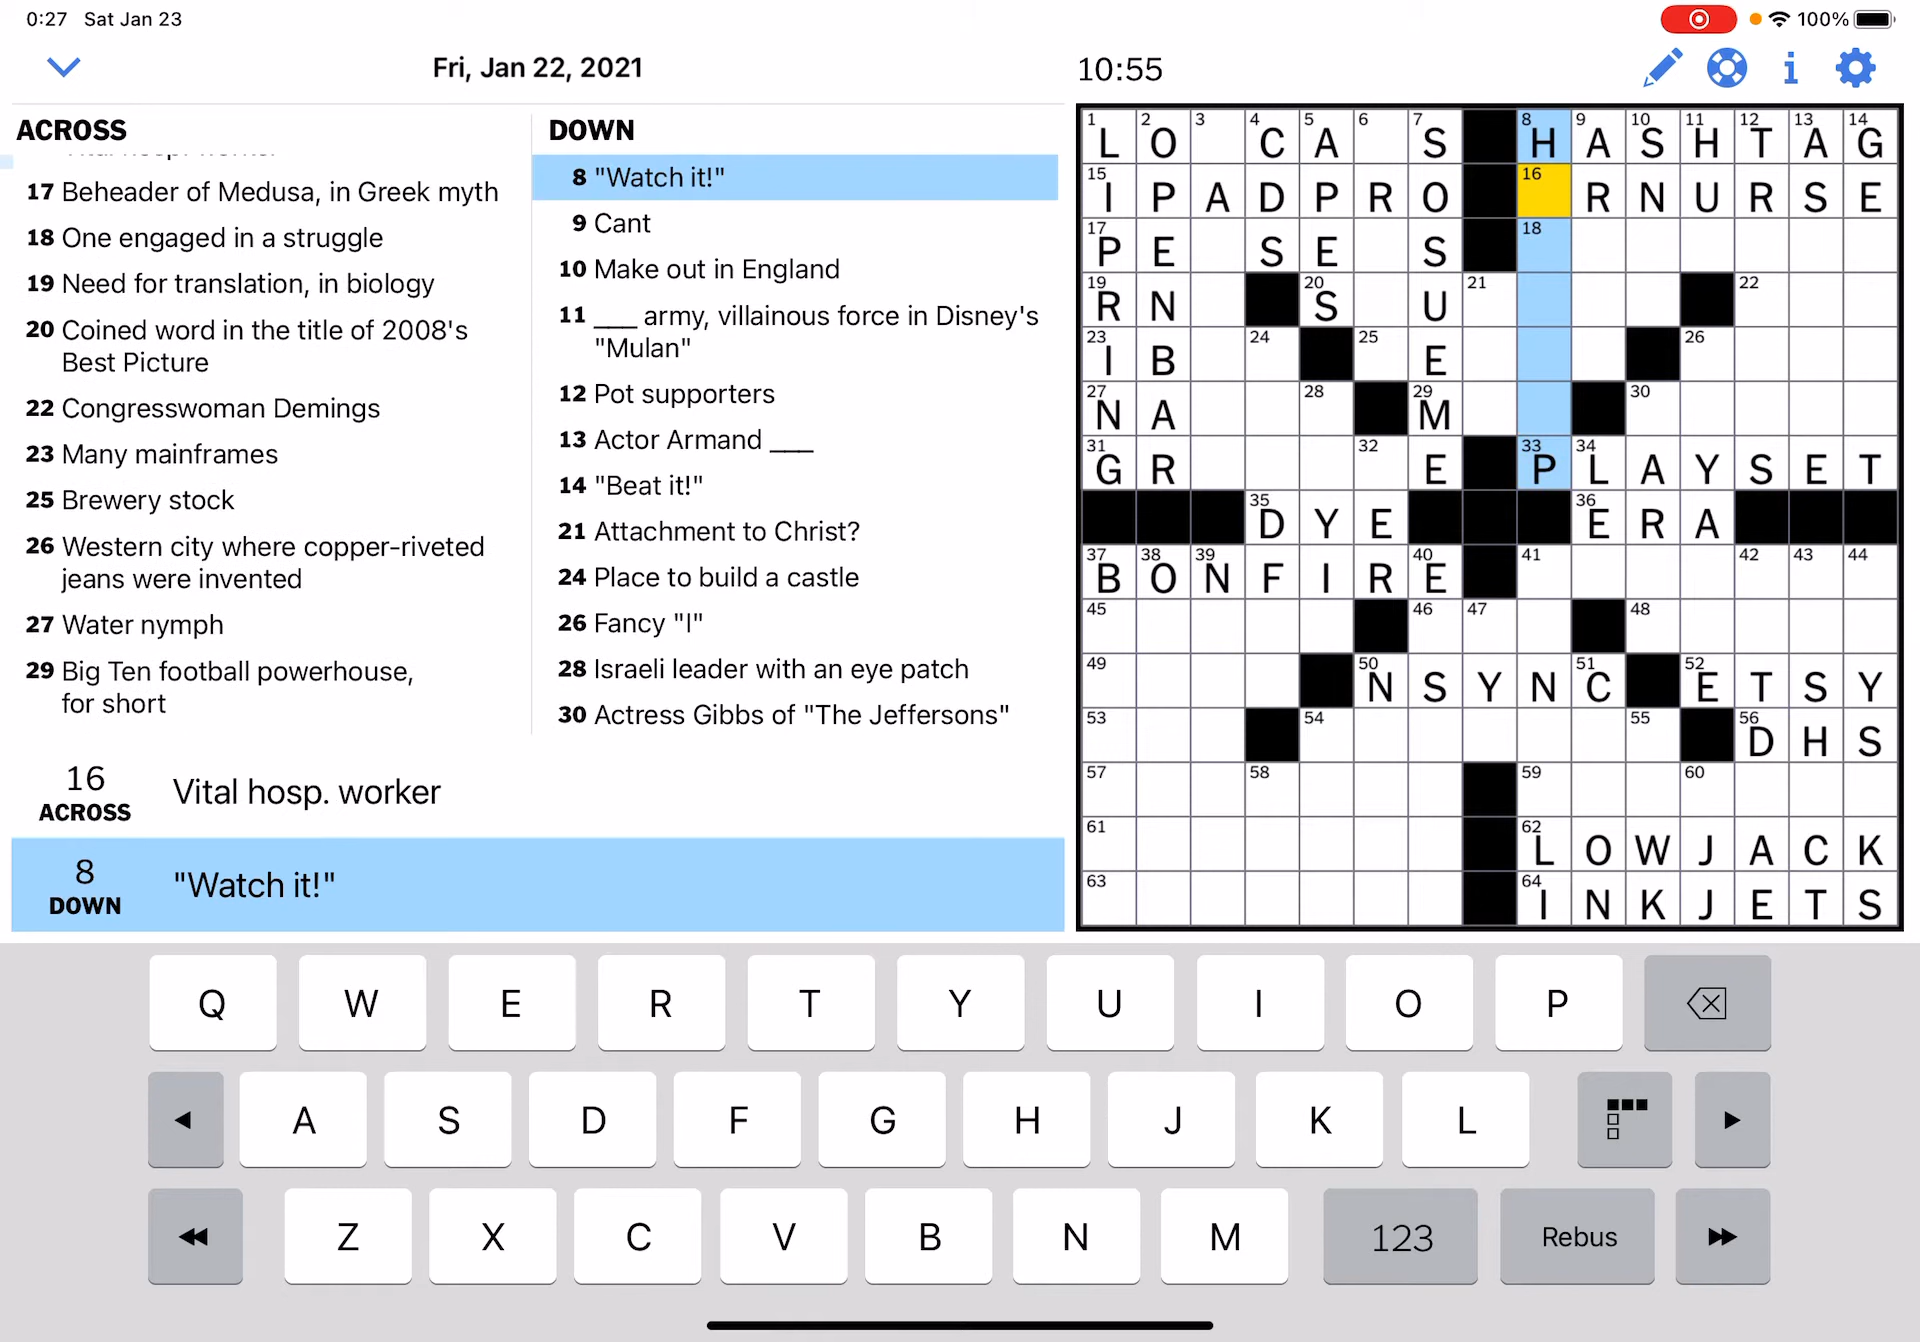 0:27 Sat Jan 23
100%
Fri, Jan 22, 2021
10:55
ACROSS
17 Beheader of Medusa, in Greek myth
18 One engaged in a struggle
19 Need for translation, in biology
20 Coined word in the title of 2008's
Best Picture
22 Congresswoman Demings
23 Many mainframes
25 Brewery stock
26 Western city where copper-riveted
jeans were invented
27 Water nymph
29 Big Ten football powerhouse,
for short
DOWN
8 "Watch it!"
9 Cant
10 Make out in England
11 ___ army, villainous force in Disney's
"Mulan"
12 Pot supporters
13 Actor Armand ___
14 "Beat it!"
21 Attachment to Christ?
24 Place to build a castle
26 Fancy "I"
28 Israeli leader with an eye patch
30 Actress Gibbs of "The Jeffersons"
16 ACROSS Vital hosp. worker
8 DOWN "Watch it!"
1 2 3 4 5 6 7 8 9 10 11 12 13 14
L O C A S H A S H T A G
15 16
I P A D P R O R N U R S E
17 18
P E S E S
19 20 21 22
R N S U
23 24 25 26
I B E
27 28 29 30
N A M
31 32 33 34
G R E P L A Y S E T
35 36
D Y E E R A
37 38 39 40 41 42 43 44
B O N F I R E
45 46 47 48
49 50 51 52
N S Y N C E T S Y
53 54 55 56
D H S
57 58 59 60
61 62
L O W J A C K
63 64
I N K J E T S
Q W E R T Y U I O P
A S D F G H J K L
Z X C V B N M 123 Rebus